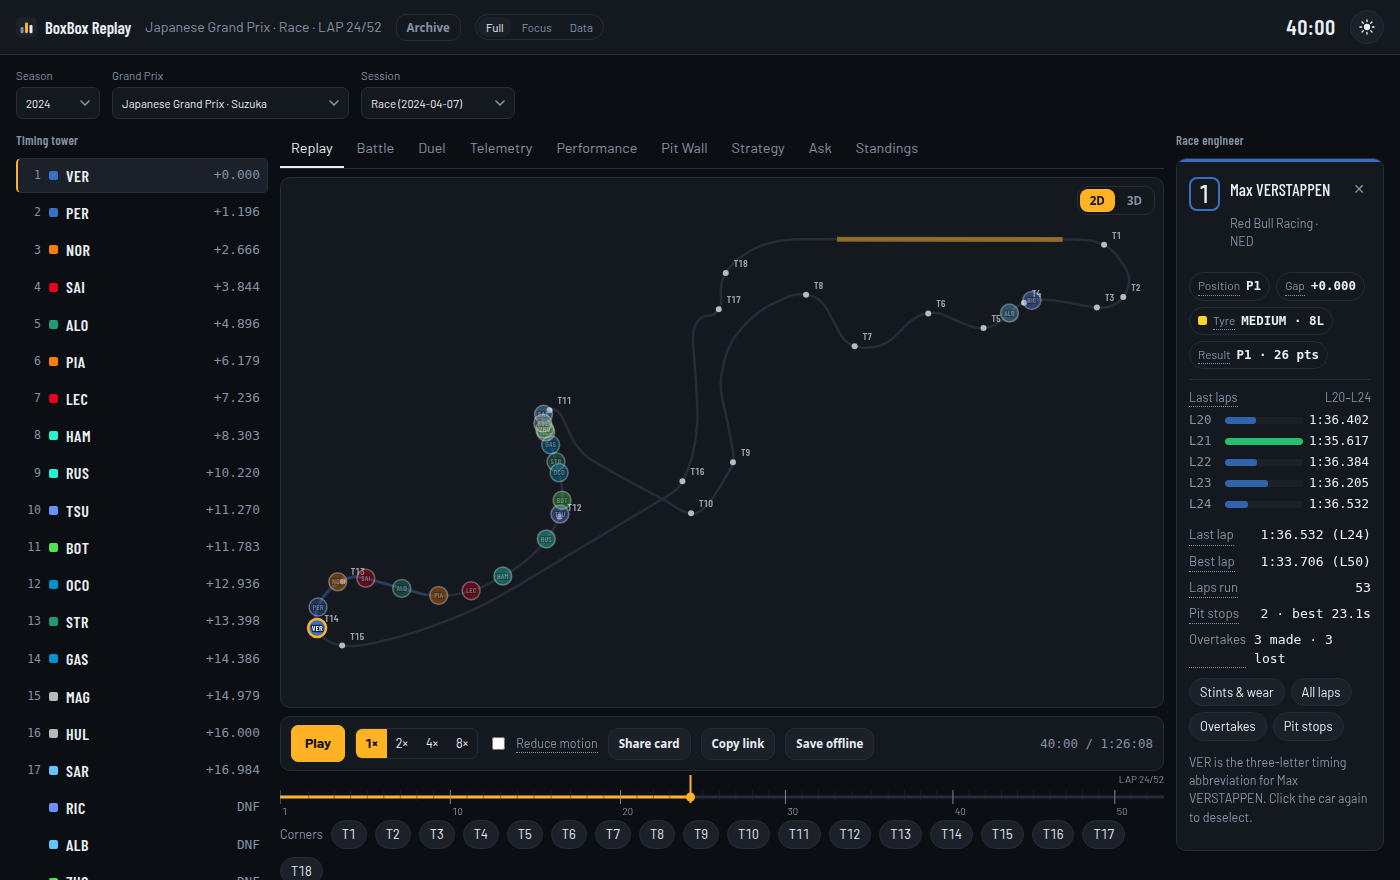 BoxBox Replay
Japanese Grand Prix · Race · LAP 24/52
Archive
Full Focus Data
40:00
Season
2024
Grand Prix
Japanese Grand Prix · Suzuka
Session
Race (2024-04-07)
Timing tower
1 VER +0.000
2 PER +1.196
3 NOR +2.666
4 SAI +3.844
5 ALO +4.896
6 PIA +6.179
7 LEC +7.236
8 HAM +8.303
9 RUS +10.220
10 TSU +11.270
11 BOT +11.783
12 OCO +12.936
13 STR +13.398
14 GAS +14.386
15 MAG +14.979
16 HUL +16.000
17 SAR +16.984
RIC DNF
ALB DNF
Replay Battle Duel Telemetry Performance Pit Wall Strategy Ask Standings
2D 3D
T1
T18
T2
T8
T17
T3
T4
T6
ALB
T5
T7
T11
GAS
T9
STR
OCO
T16
BOT
T10
T12
RUS
T13
SAI
HAM
ALO
LEC
PIA
PER
T14
VER
T15
Play
1× 2× 4× 8×
Reduce motion
Share card
Copy link
Save offline
40:00 / 1:26:08
LAP 24/52
1 10 20 30 40 50
Corners T1 T2 T3 T4 T5 T6 T7 T8 T9 T10 T11 T12 T13 T14 T15 T16 T17
T18
Race engineer
1 Max VERSTAPPEN ×
Red Bull Racing ·
NED
Position P1
Gap +0.000
Tyre MEDIUM · 8L
Result P1 · 26 pts
Last laps L20–L24
L20 1:36.402
L21 1:35.617
L22 1:36.384
L23 1:36.205
L24 1:36.532
Last lap 1:36.532 (L24)
Best lap 1:33.706 (L50)
Laps run 53
Pit stops 2 · best 23.1s
Overtakes 3 made · 3
lost
Stints & wear All laps
Overtakes Pit stops
VER is the three-letter timing
abbreviation for Max
VERSTAPPEN. Click the car again
to deselect.